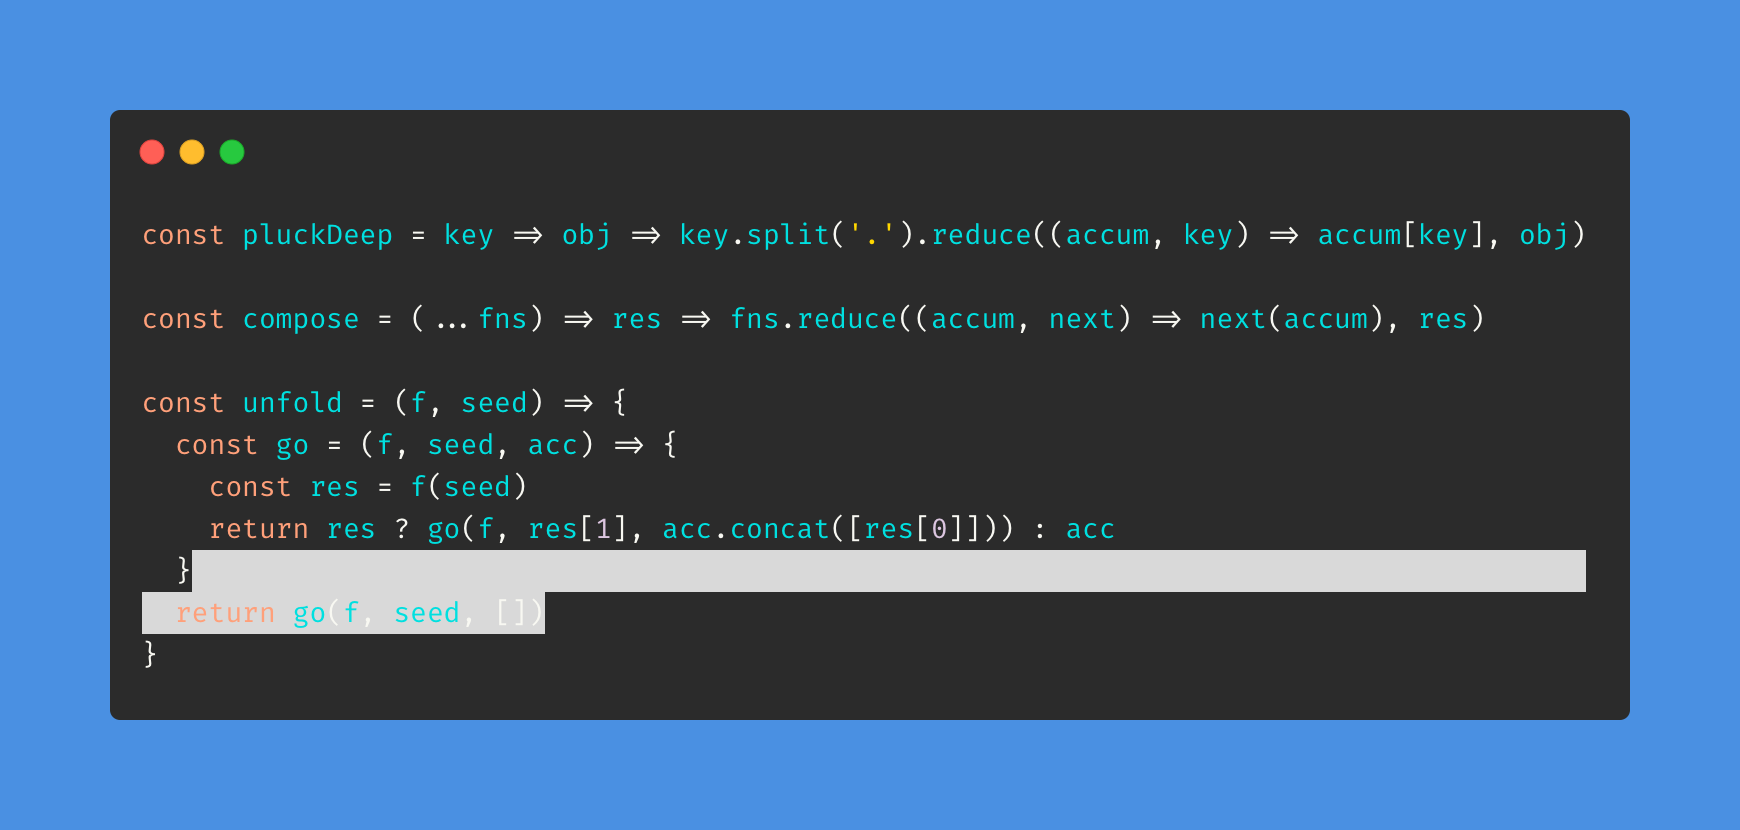 const pluckDeep = key => obj => key.split('.').reduce((accum, key) => accum[key], obj)

const compose = (...fns) => res => fns.reduce((accum, next) => next(accum), res)

const unfold = (f, seed) => {
  const go = (f, seed, acc) => {
    const res = f(seed)
    return res ? go(f, res[1], acc.concat([res[0]])) : acc
  }
  return go(f, seed, [])
}